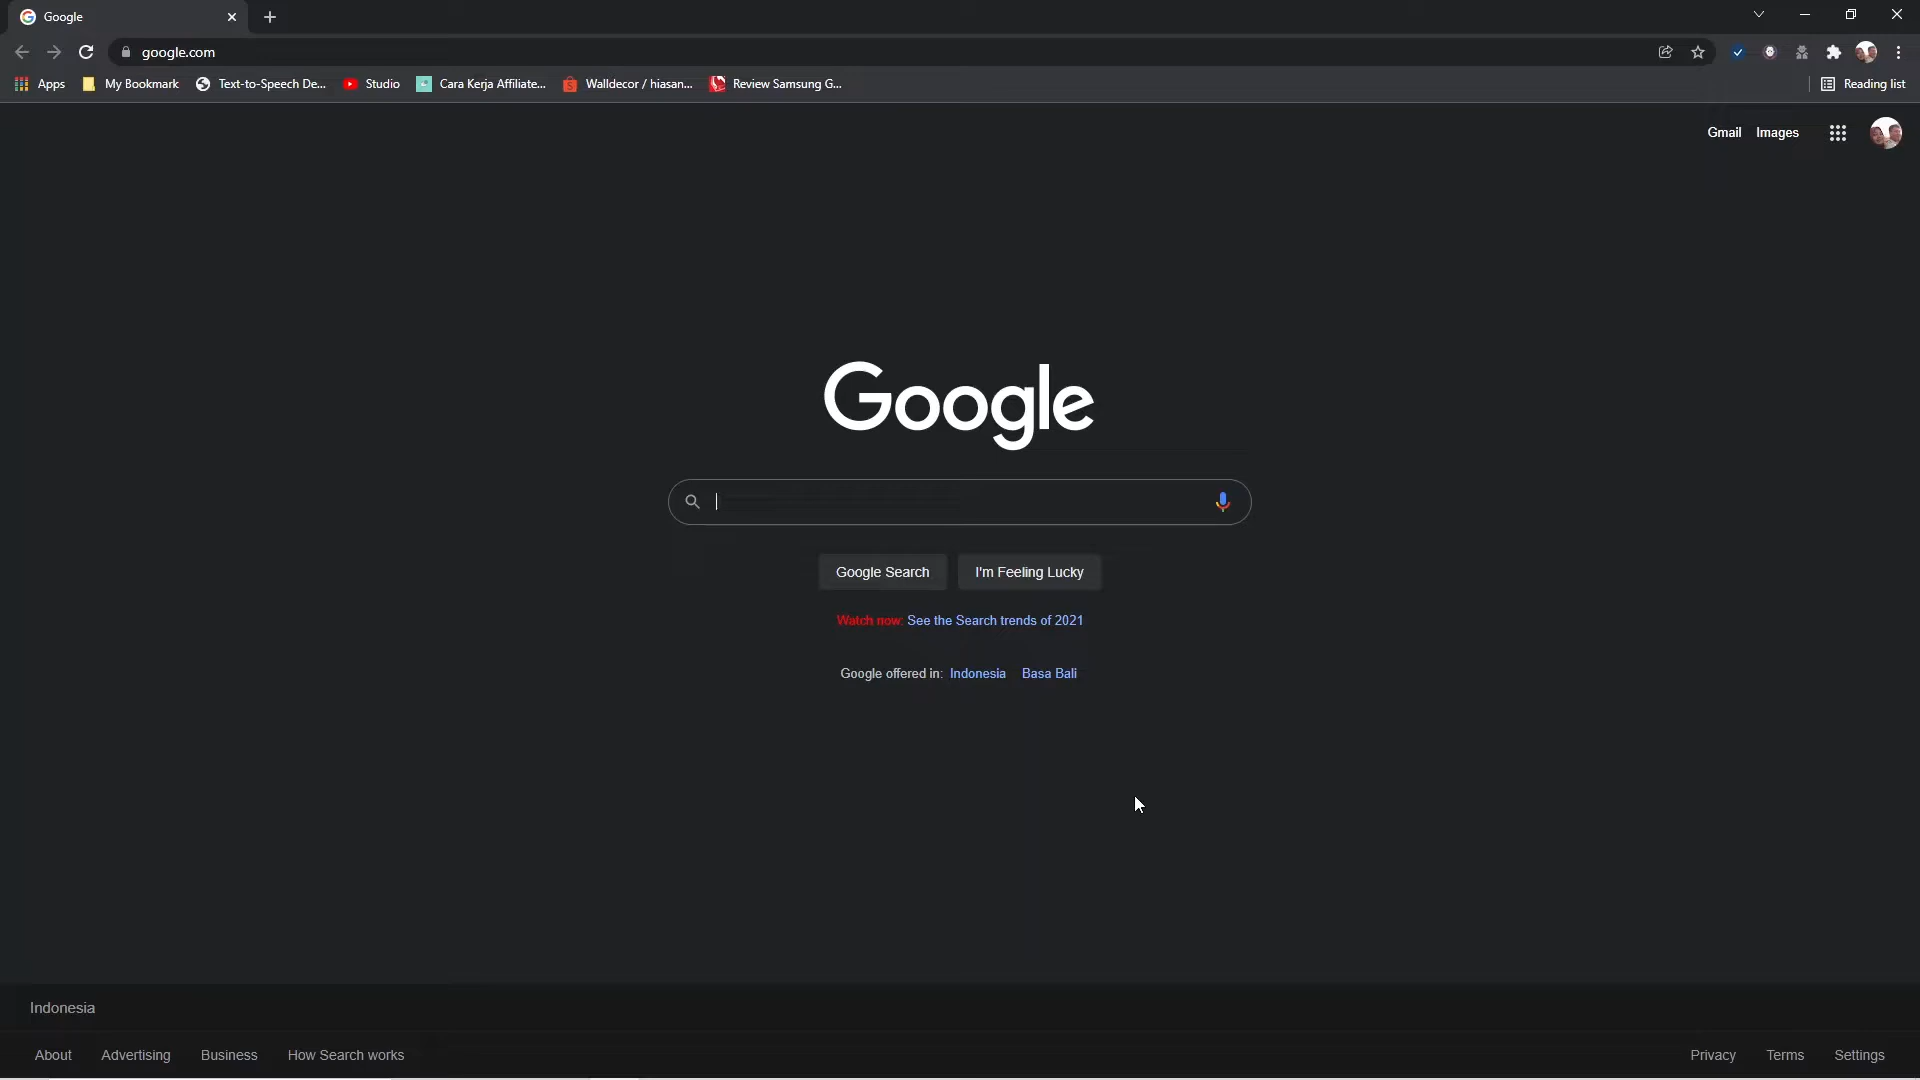 Google
google.com
Apps My Bookmark Text-to-Speech De... Studio Cara Kerja Affiliate... Walldecor / hiasan... Review Samsung G... Reading list
Gmail Images
Google
Google Search I'm Feeling Lucky
Watch now: See the Search trends of 2021
Google offered in: Indonesia Basa Bali
Indonesia
About Advertising Business How Search works Privacy Terms Settings